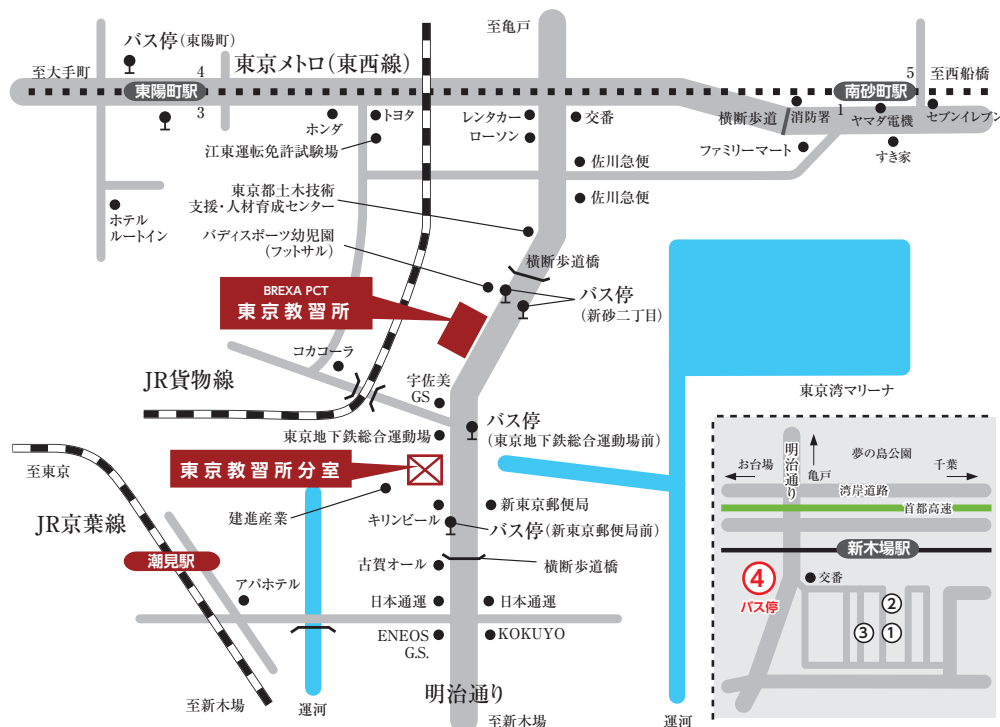 至亀戸
バス停(東陽町)
至大手町
4
東京メトロ(東西線)
5
至西船橋
東陽町駅
南砂町駅
3
ホンダ
トヨタ
レンタカー
交番
横断歩道
消防署
1
ヤマダ電機
セブンイレブン
江東運転免許試験場
ローソン
ファミリーマート
すき家
佐川急便
東京都土木技術
支援・人材育成センター
佐川急便
ホテル
ルートイン
バディスポーツ幼児園
(フットサル)
横断歩道橋
BREXA PCT
東京教習所
バス停
(新砂二丁目)
コカコーラ
JR貨物線
宇佐美
GS
東京湾マリーナ
バス停
(東京地下鉄総合運動場前)
東京地下鉄総合運動場
至東京
東京教習所分室
建進産業
キリンビール
新東京郵便局
JR京葉線
バス停(新東京郵便局前)
潮見駅
古賀オール
横断歩道橋
アパホテル
日本通運
日本通運
ENEOS
G.S.
KOKUYO
至新木場
運河
明治通り
至新木場
運河
明治通り
亀戸
夢の島公園
お台場
千葉
湾岸道路
首都高速
新木場駅
4
バス停
交番
2
3
1